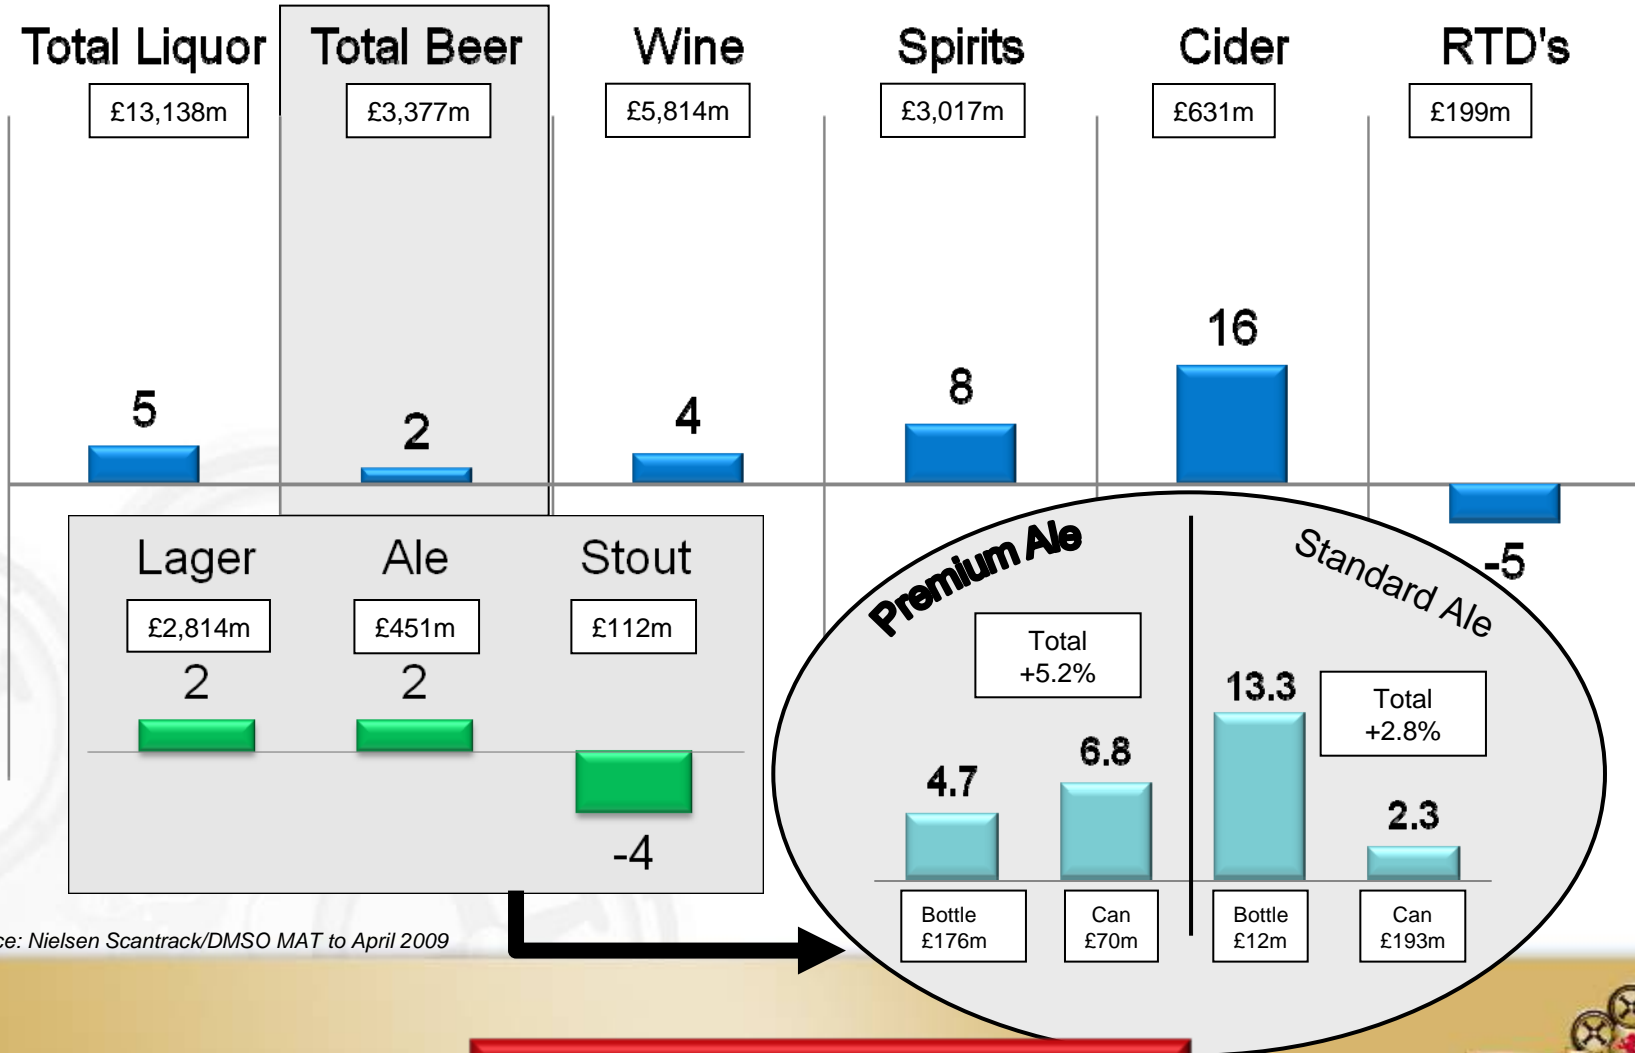 Total Liquor
Total Beer
Wine
Spirits
Cider
RTD's
£13,138m
£3,377m
£5,814m
£3,017m
£631m
£199m
5
2
4
8
16
-5
Lager
Ale
Stout
£2,814m
£451m
£112m
2
2
-4
Premium Ale
Standard Ale
Total
+5.2%
Total
+2.8%
4.7
6.8
13.3
2.3
Bottle
£176m
Can
£70m
Bottle
£12m
Can
£193m
ce: Nielsen Scantrack/DMSO MAT to April 2009